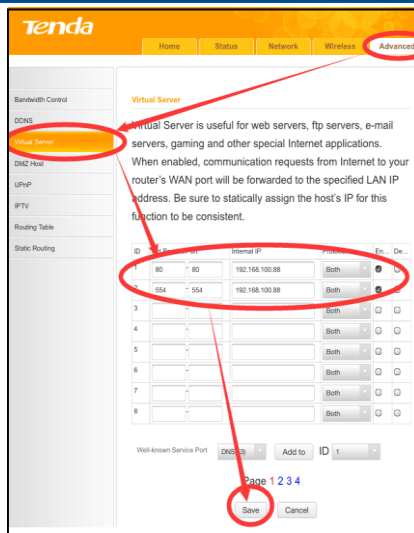 Tenda
Home Status Network Wireless Advanced
Bandwidth Control
DDNS
Virtual Server
DMZ Host
UPnP
IPTV
Routing Table
Static Routing
Virtual Server
Virtual Server is useful for web servers, ftp servers, e-mail
servers, gaming and other special Internet applications.
When enabled, communication requests from Internet to your
router's WAN port will be forwarded to the specified LAN IP
address. Be sure to statically assign the host's IP for this
function to be consistent.
ID Port Internal IP En... De...
1 80 - 80 192.168.100.88 Both
2 554 - 554 192.168.100.88 Both
3 - Both
4 - Both
5 - Both
6 - Both
7 - Both
8 - Both
Well-known Service Port Add to ID 1
Page 1 2 3 4
Save Cancel